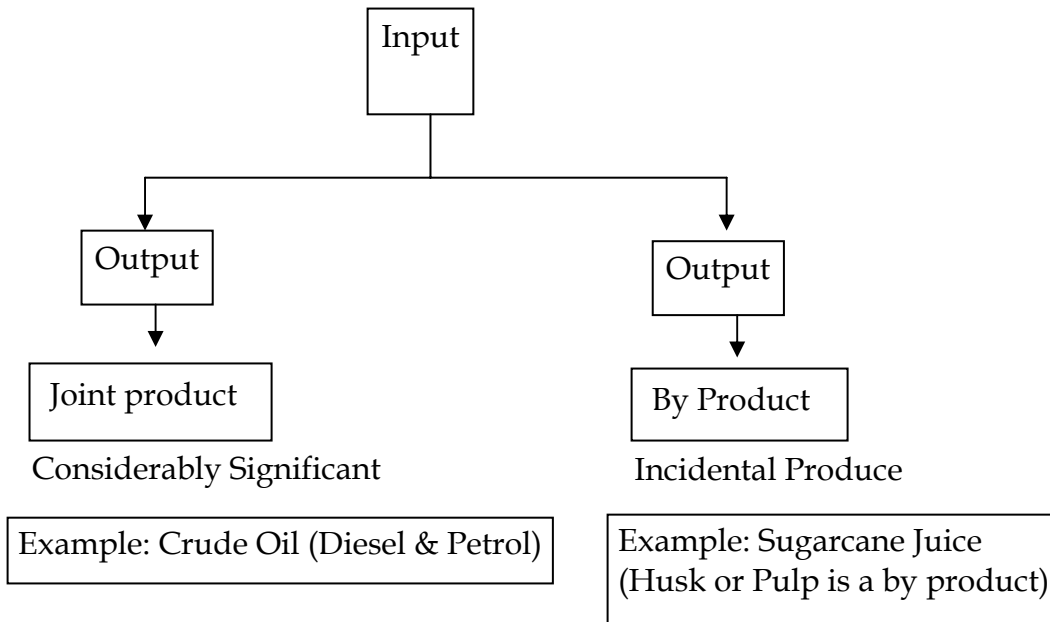 Input
Output
Output
Joint product
By Product
Considerably Significant
Incidental Produce
Example: Crude Oil (Diesel & Petrol)
Example: Sugarcane Juice
(Husk or Pulp is a by product)